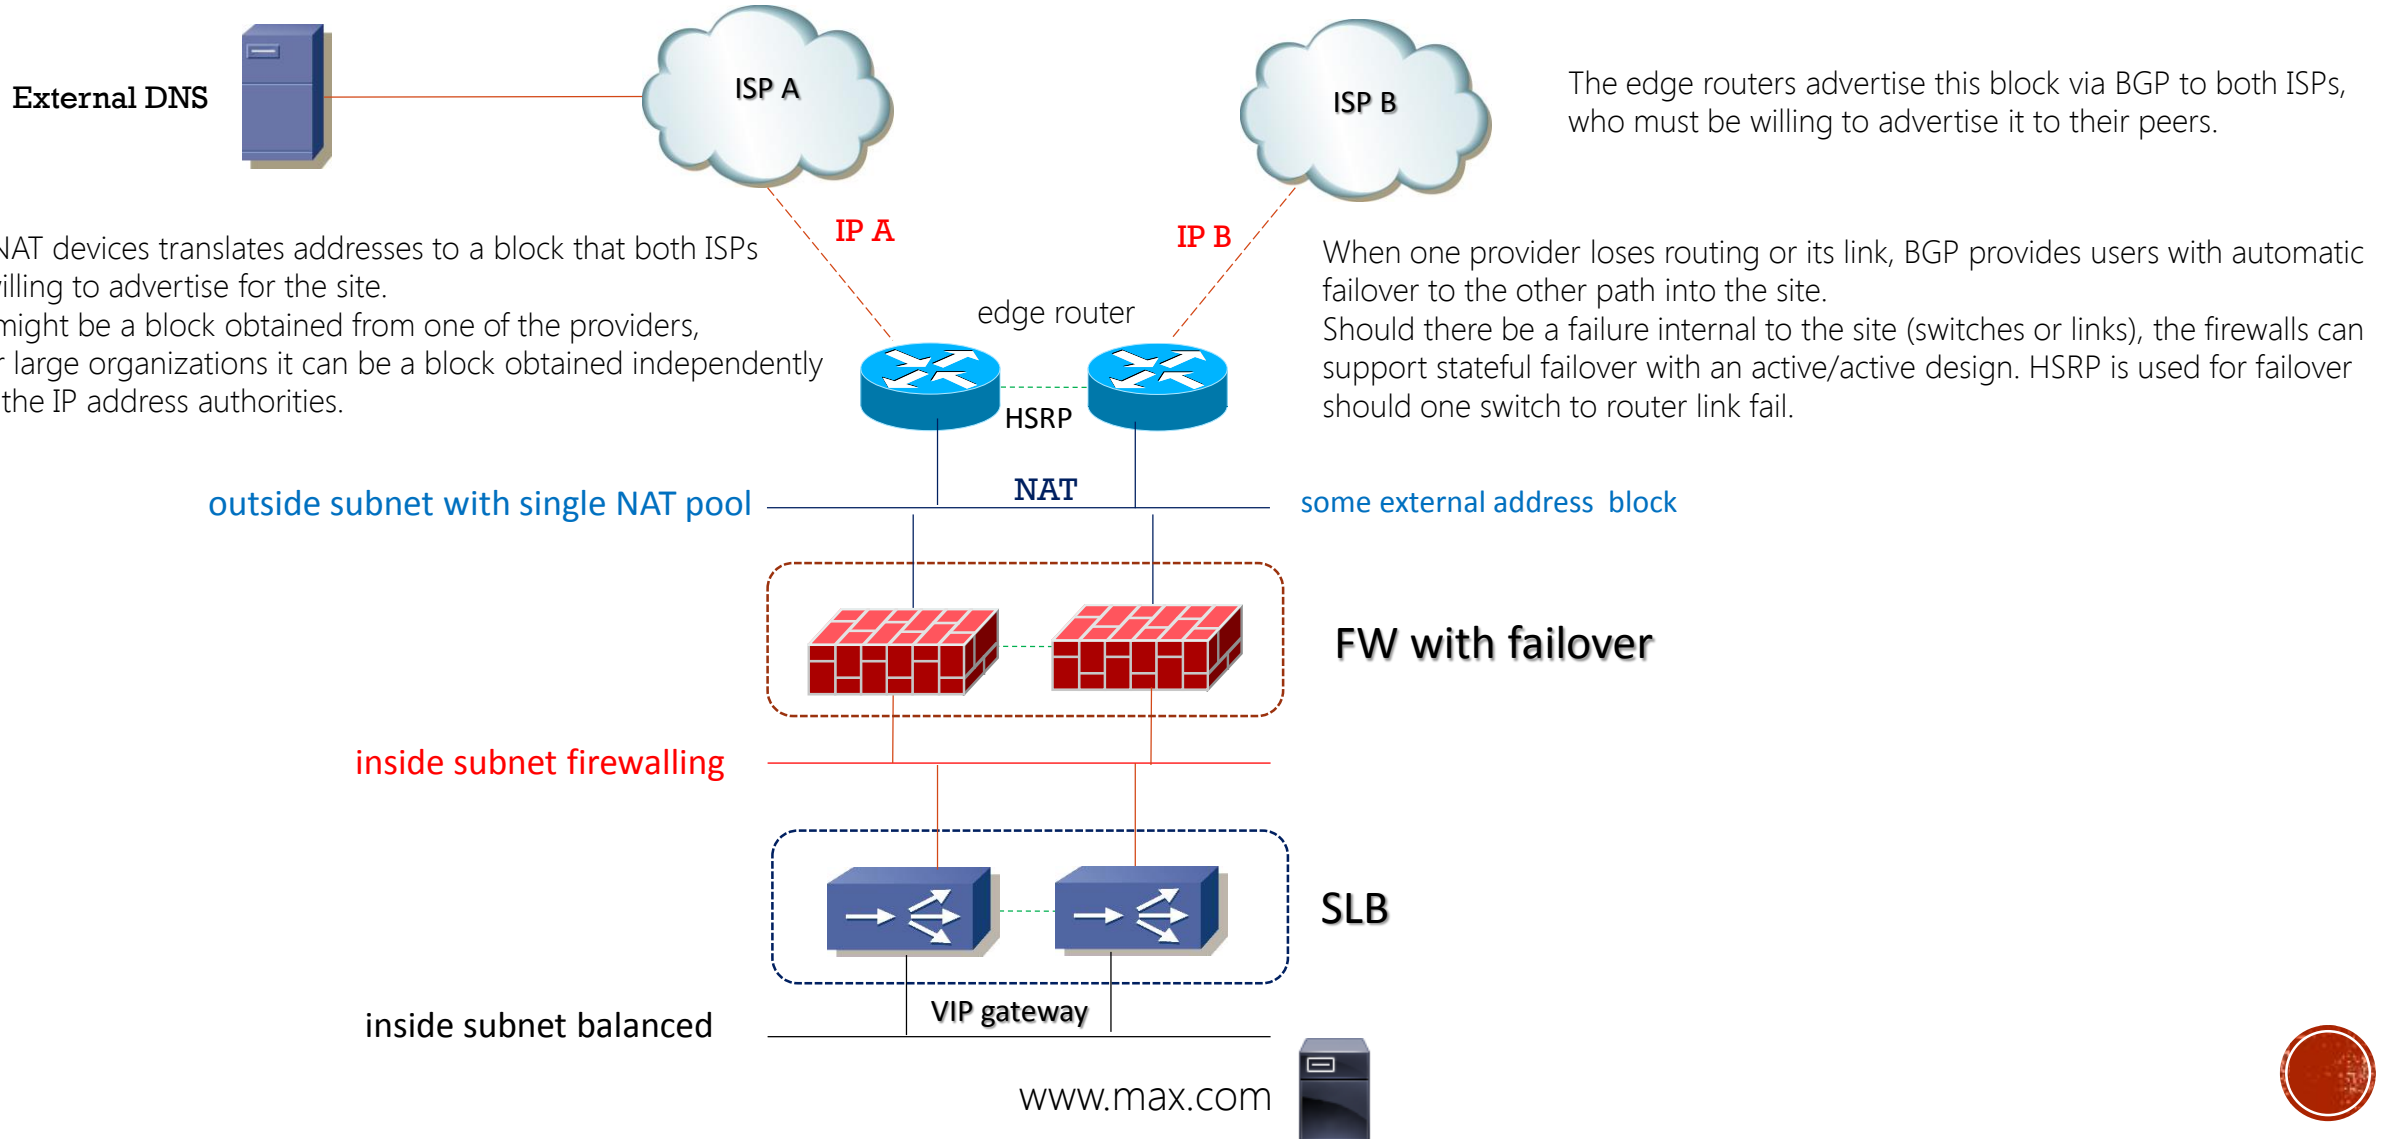 ISP A
ISP B
External DNS
The edge routers advertise this block via BGP to both ISPs,
who must be willing to advertise it to their peers.
IP A
IP B
NAT devices translates addresses to a block that both ISPs
willing to advertise for the site.
might be a block obtained from one of the providers,
r large organizations it can be a block obtained independently
the IP address authorities.
When one provider loses routing or its link, BGP provides users with automatic
failover to the other path into the site.
Should there be a failure internal to the site (switches or links), the firewalls can
support stateful failover with an active/active design. HSRP is used for failover
should one switch to router link fail.
edge router
HSRP
NAT
outside subnet with single NAT pool
some external address block
FW with failover
inside subnet firewalling
SLB
VIP gateway
inside subnet balanced
www.max.com